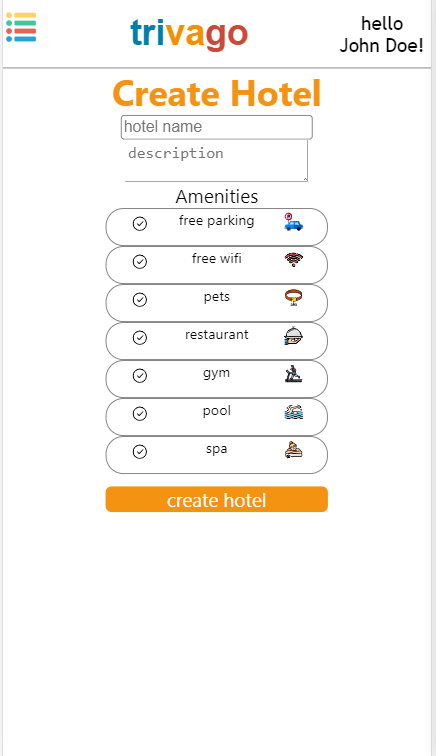 trivago
hello
John Doe!
Create Hotel
hotel name
description
Amenities
free parking
free wifi
pets
restaurant
gym
pool
spa
create hotel